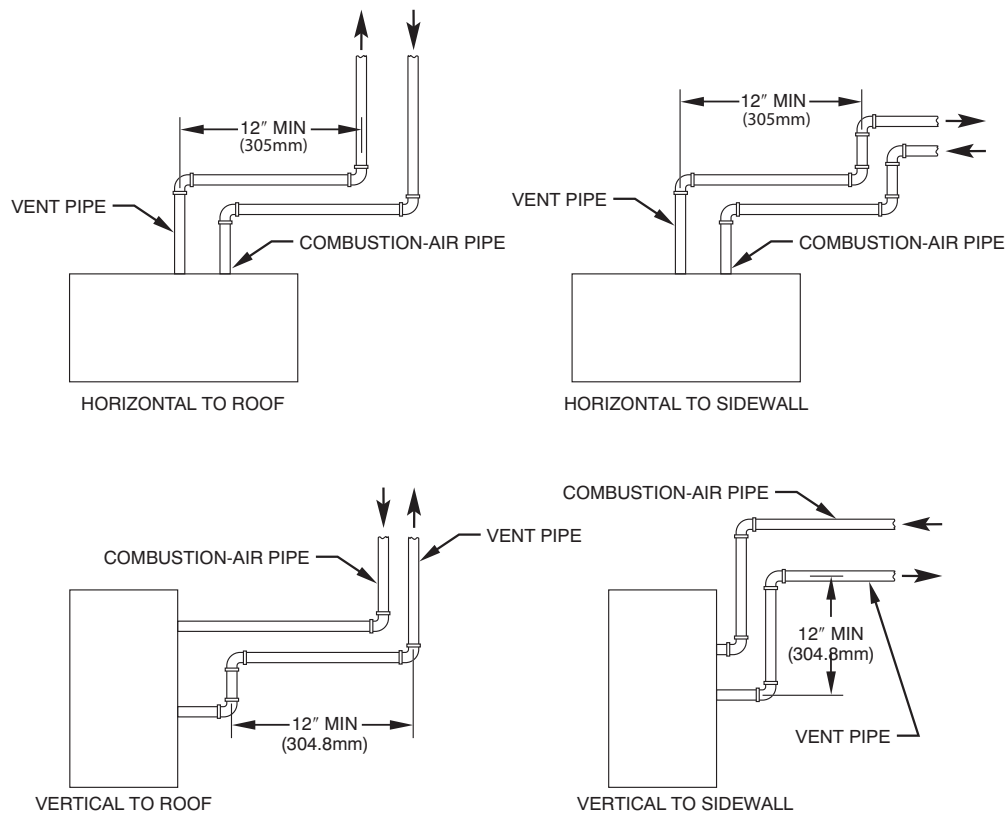 12″ MIN
(305mm)
VENT PIPE
COMBUSTION-AIR PIPE
HORIZONTAL TO ROOF
12″ MIN
(305mm)
VENT PIPE
COMBUSTION-AIR PIPE
HORIZONTAL TO SIDEWALL
COMBUSTION-AIR PIPE
VENT PIPE
12″ MIN
(304.8mm)
VERTICAL TO ROOF
COMBUSTION-AIR PIPE
12″ MIN
(304.8mm)
VENT PIPE
VERTICAL TO SIDEWALL